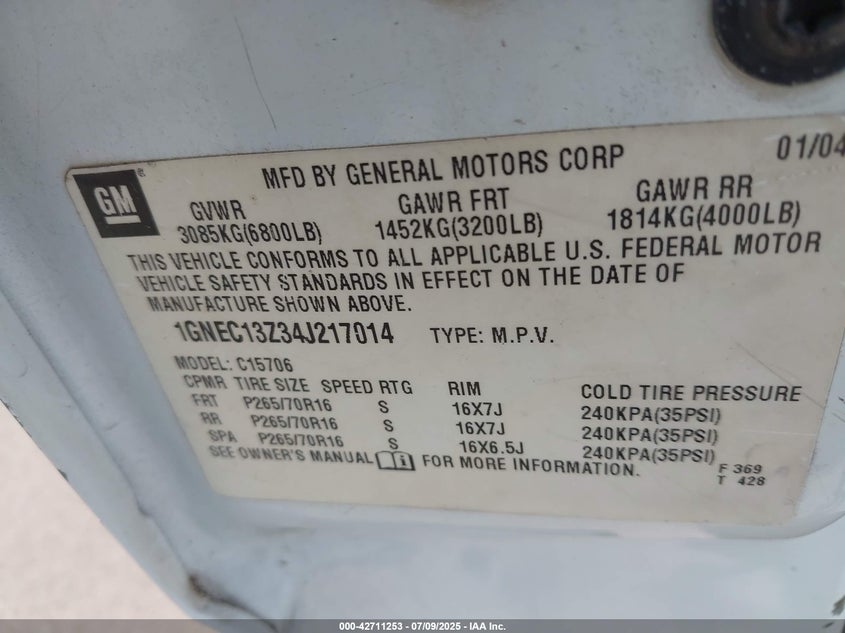 MFD BY GENERAL MOTORS CORP 01/04
GM
GVWR GAWR FRT GAWR RR
3085KG(6800LB) 1452KG(3200LB) 1814KG(4000LB)
THIS VEHICLE CONFORMS TO ALL APPLICABLE U.S. FEDERAL MOTOR
VEHICLE SAFETY STANDARDS IN EFFECT ON THE DATE OF
MANUFACTURE SHOWN ABOVE.
1GNEC13Z34J217014 TYPE: M.P.V.
MODEL: C15706
CPMR TIRE SIZE SPEED RTG RIM COLD TIRE PRESSURE
FRT P265/70R16 S 16X7J 240KPA(35PSI)
RR P265/70R16 S 16X7J 240KPA(35PSI)
SPA P265/70R16 S 16X6.5J 240KPA(35PSI)
SEE OWNER'S MANUAL FOR MORE INFORMATION.
F 369
T 428
000-42711253 | 07/09/2025 - IAA Inc.